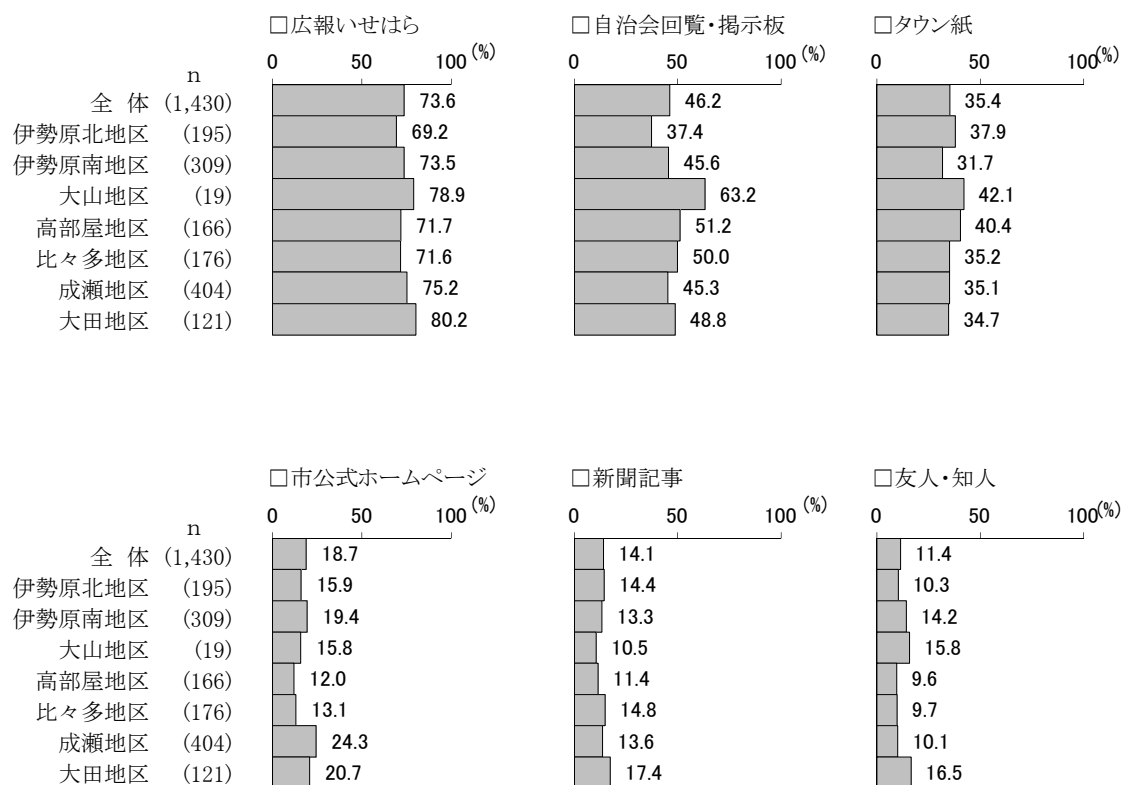 □広報いせはら □自治会回覧・掲示板 □タウン紙
0 50 100 (%) 0 50 100 (%) 0 50 100 (%)
n
全 体 (1,430) 73.6 46.2 35.4
伊勢原北地区 (195) 69.2 37.4 37.9
伊勢原南地区 (309) 73.5 45.6 31.7
大山地区 (19) 78.9 63.2 42.1
高部屋地区 (166) 71.7 51.2 40.4
比々多地区 (176) 71.6 50.0 35.2
成瀬地区 (404) 75.2 45.3 35.1
大田地区 (121) 80.2 48.8 34.7
□市公式ホームページ □新聞記事 □友人・知人
0 50 100 (%) 0 50 100 (%) 0 50 100 (%)
n
全 体 (1,430) 18.7 14.1 11.4
伊勢原北地区 (195) 15.9 14.4 10.3
伊勢原南地区 (309) 19.4 13.3 14.2
大山地区 (19) 15.8 10.5 15.8
高部屋地区 (166) 12.0 11.4 9.6
比々多地区 (176) 13.1 14.8 9.7
成瀬地区 (404) 24.3 13.6 10.1
大田地区 (121) 20.7 17.4 16.5